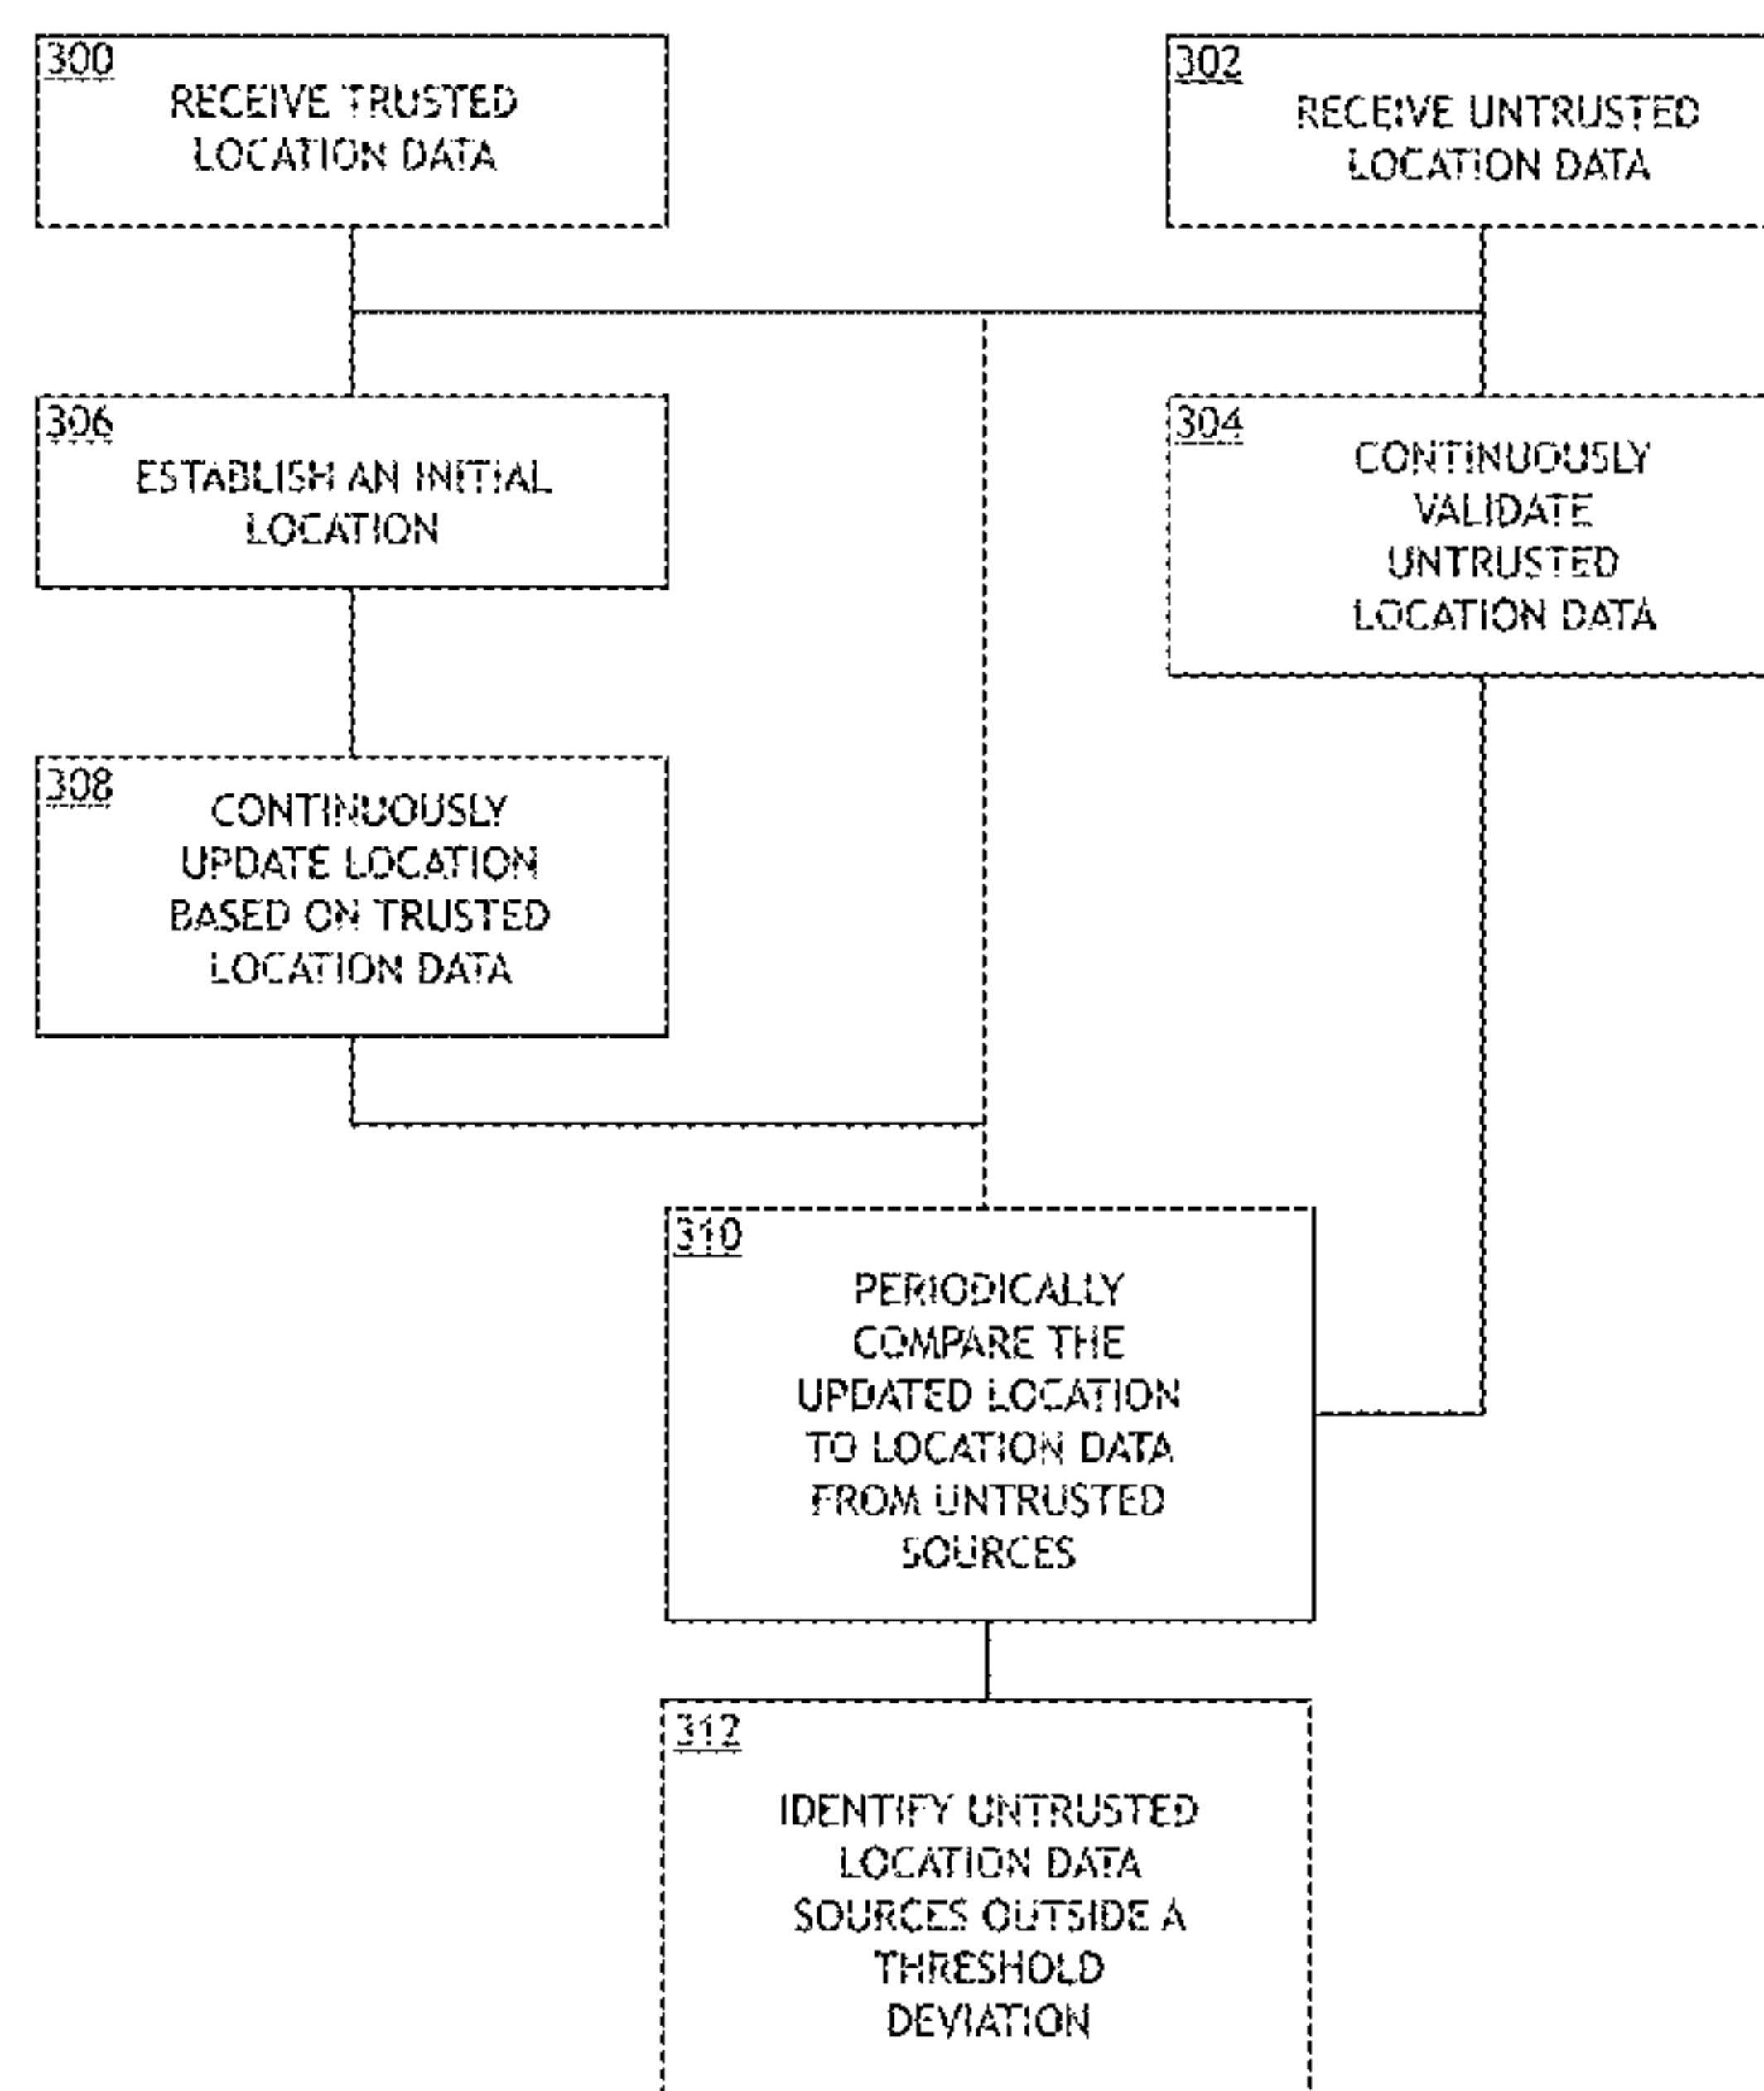 300
RECEIVE TRUSTED
LOCATION DATA
302
RECEIVE UNTRUSTED
LOCATION DATA
306
ESTABLISH AN INITIAL
LOCATION
304
CONTINUOUSLY
VALIDATE
UNTRUSTED
LOCATION DATA
308
CONTINUOUSLY
UPDATE LOCATION
BASED ON TRUSTED
LOCATION DATA
310
PERIODICALLY
COMPARE THE
UPDATED LOCATION
TO LOCATION DATA
FROM UNTRUSTED
SOURCES
312
IDENTIFY UNTRUSTED
LOCATION DATA
SOURCES OUTSIDE A
THRESHOLD
DEVIATION